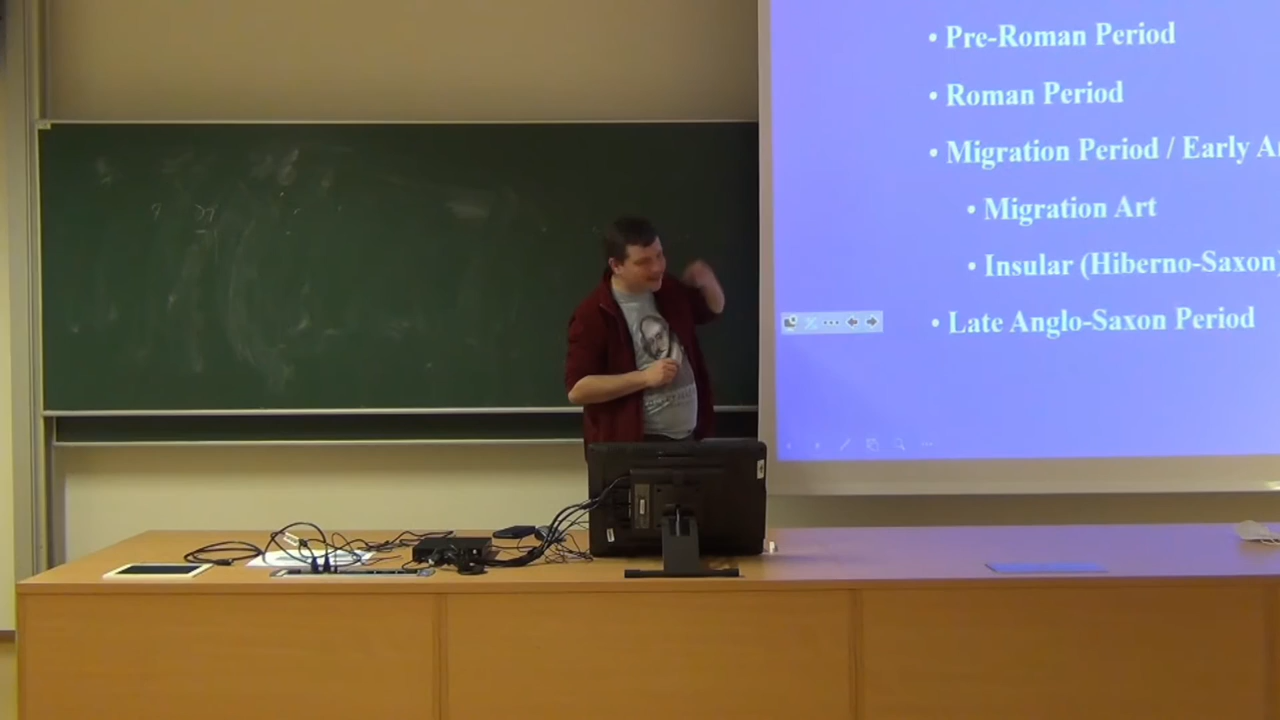 • Pre-Roman Period
• Roman Period
• Migration Period / Early
• Migration Art
• Insular (Hiberno-Saxon)
• Late Anglo-Saxon Period